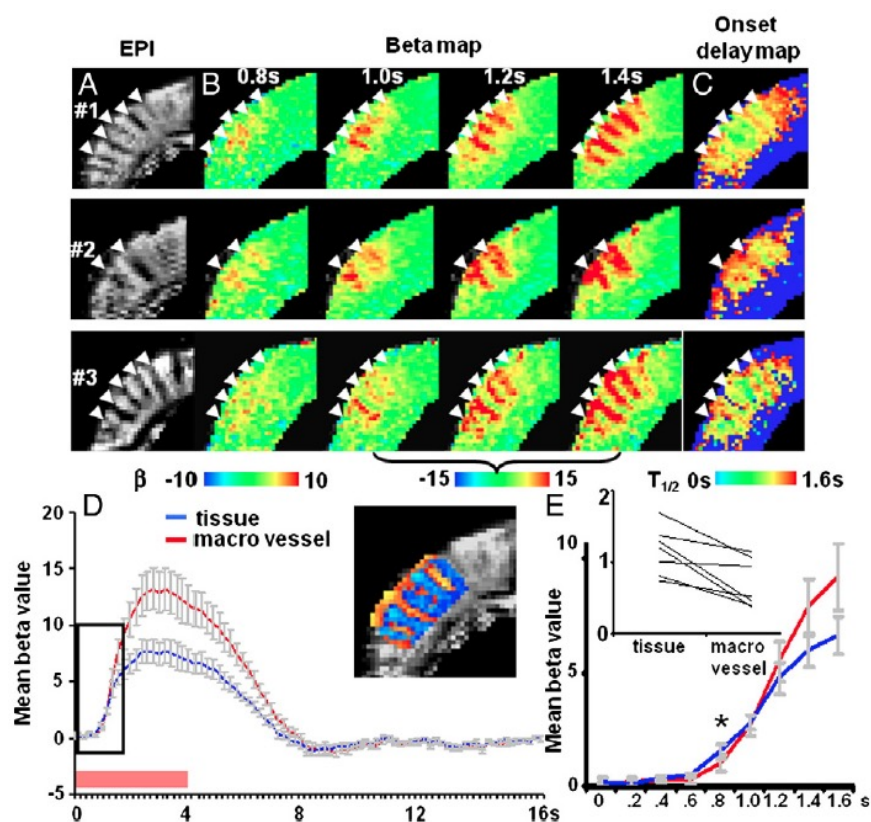 EPI
Beta map
Onset
delay map
A
B
0.8s
1.0s
1.2s
1.4s
C
#1
#2
#3
β
-10
10
-15
15
T1/2
0s
1.6s
D
tissue
macro vessel
20
15
10
5
0
-5
Mean beta value
0
4
8
12
16s
E
2
1
0
tissue
macro
vessel
10
5
0
Mean beta value
*
0
.2
.4
.6
.8
1.0
1.2
1.4
1.6
s